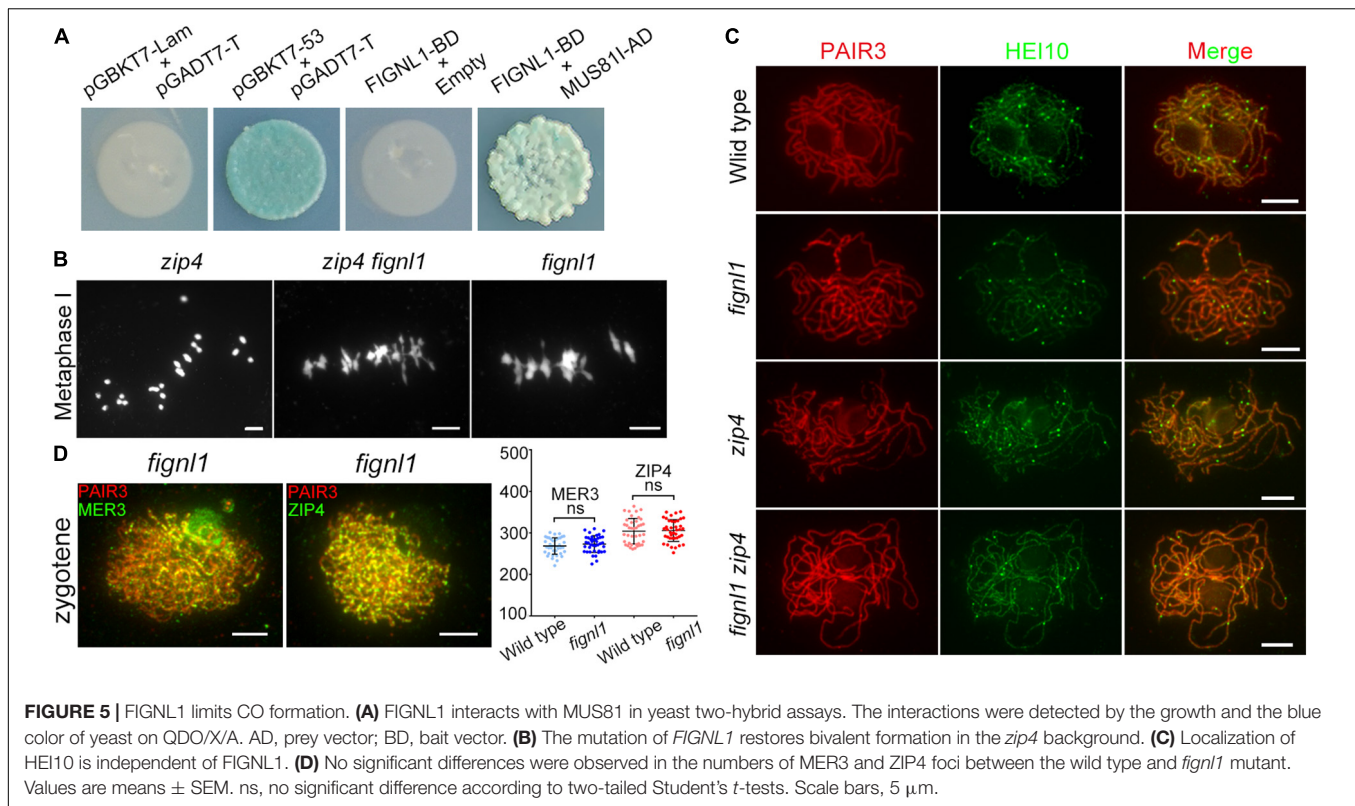 A
pGBKT7-Lam
+
pGADT7-T
pGBKT7-53
+
pGADT7-T
FIGNL1-BD
+
Empty
FIGNL1-BD
+
MUS81I-AD
B
zip4
zip4 fignl1
fignl1
Metaphase I
D
fignl1
fignl1
zygotene
PAIR3
MER3
PAIR3
ZIP4
500
400
300
200
100
MER3
ns
ZIP4
ns
Wild type
fignl1
Wild type
fignl1
C
PAIR3
HEI10
Merge
Wlid type
fignl1
zip4
fignl1 zip4
FIGURE 5 | FIGNL1 limits CO formation. (A) FIGNL1 interacts with MUS81 in yeast two-hybrid assays. The interactions were detected by the growth and the blue
color of yeast on QDO/X/A. AD, prey vector; BD, bait vector. (B) The mutation of FIGNL1 restores bivalent formation in the zip4 background. (C) Localization of
HEI10 is independent of FIGNL1. (D) No significant differences were observed in the numbers of MER3 and ZIP4 foci between the wild type and fignl1 mutant.
Values are means ± SEM. ns, no significant difference according to two-tailed Student's t-tests. Scale bars, 5 μm.